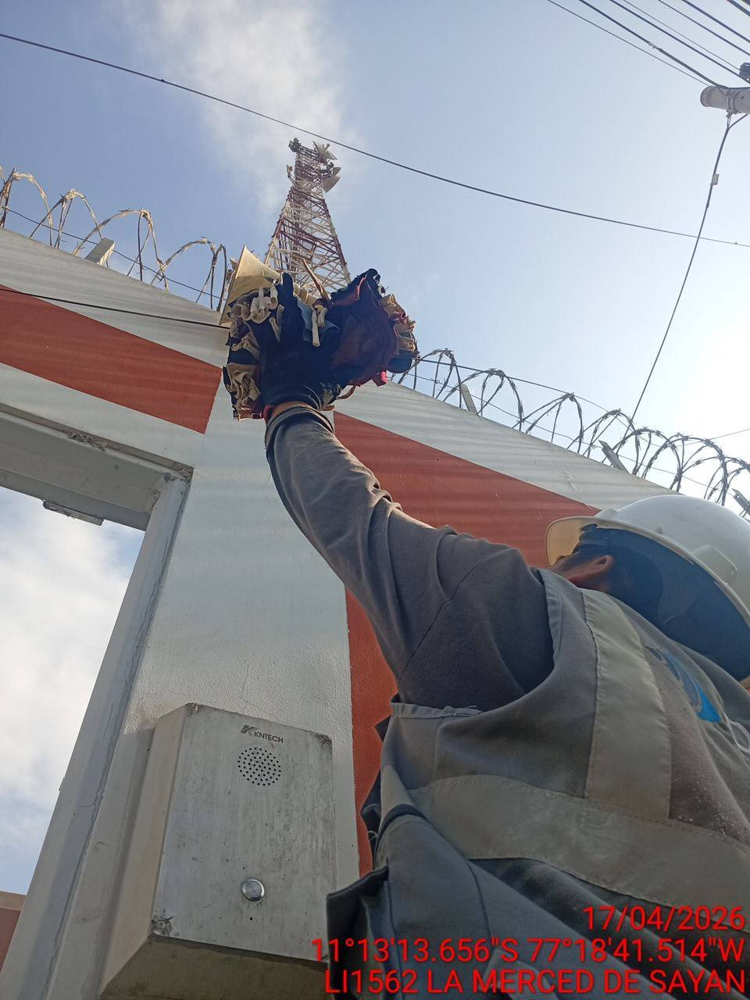 KNTECH
17/04/2026
11°13'13.656"S 77°18'41.514"W
LI1562 LA MERCED DE SAYAN